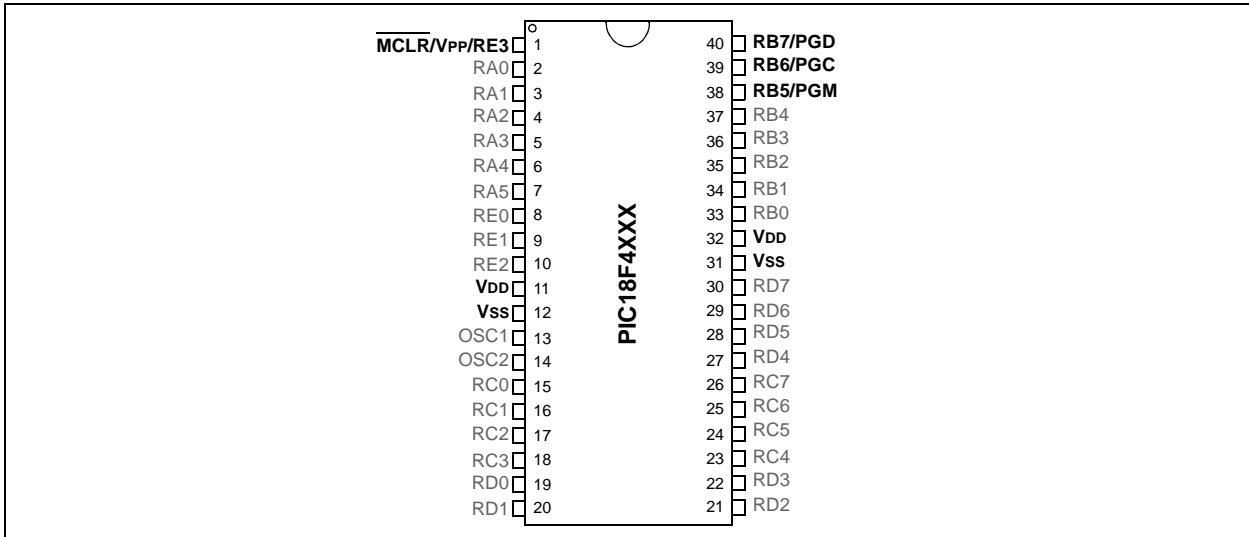 MCLR/VPP/RE3 1 40 RB7/PGD
RA0 2 39 RB6/PGC
RA1 3 38 RB5/PGM
RA2 4 37 RB4
RA3 5 36 RB3
RA4 6 35 RB2
RA5 7 34 RB1
RE0 8 33 RB0
RE1 9 32 VDD
RE2 10 31 VSS
VDD 11 30 RD7
VSS 12 29 RD6
OSC1 13 28 RD5
OSC2 14 27 RD4
RC0 15 26 RC7
RC1 16 25 RC6
RC2 17 24 RC5
RC3 18 23 RC4
RD0 19 22 RD3
RD1 20 21 RD2
PIC18F4XXX